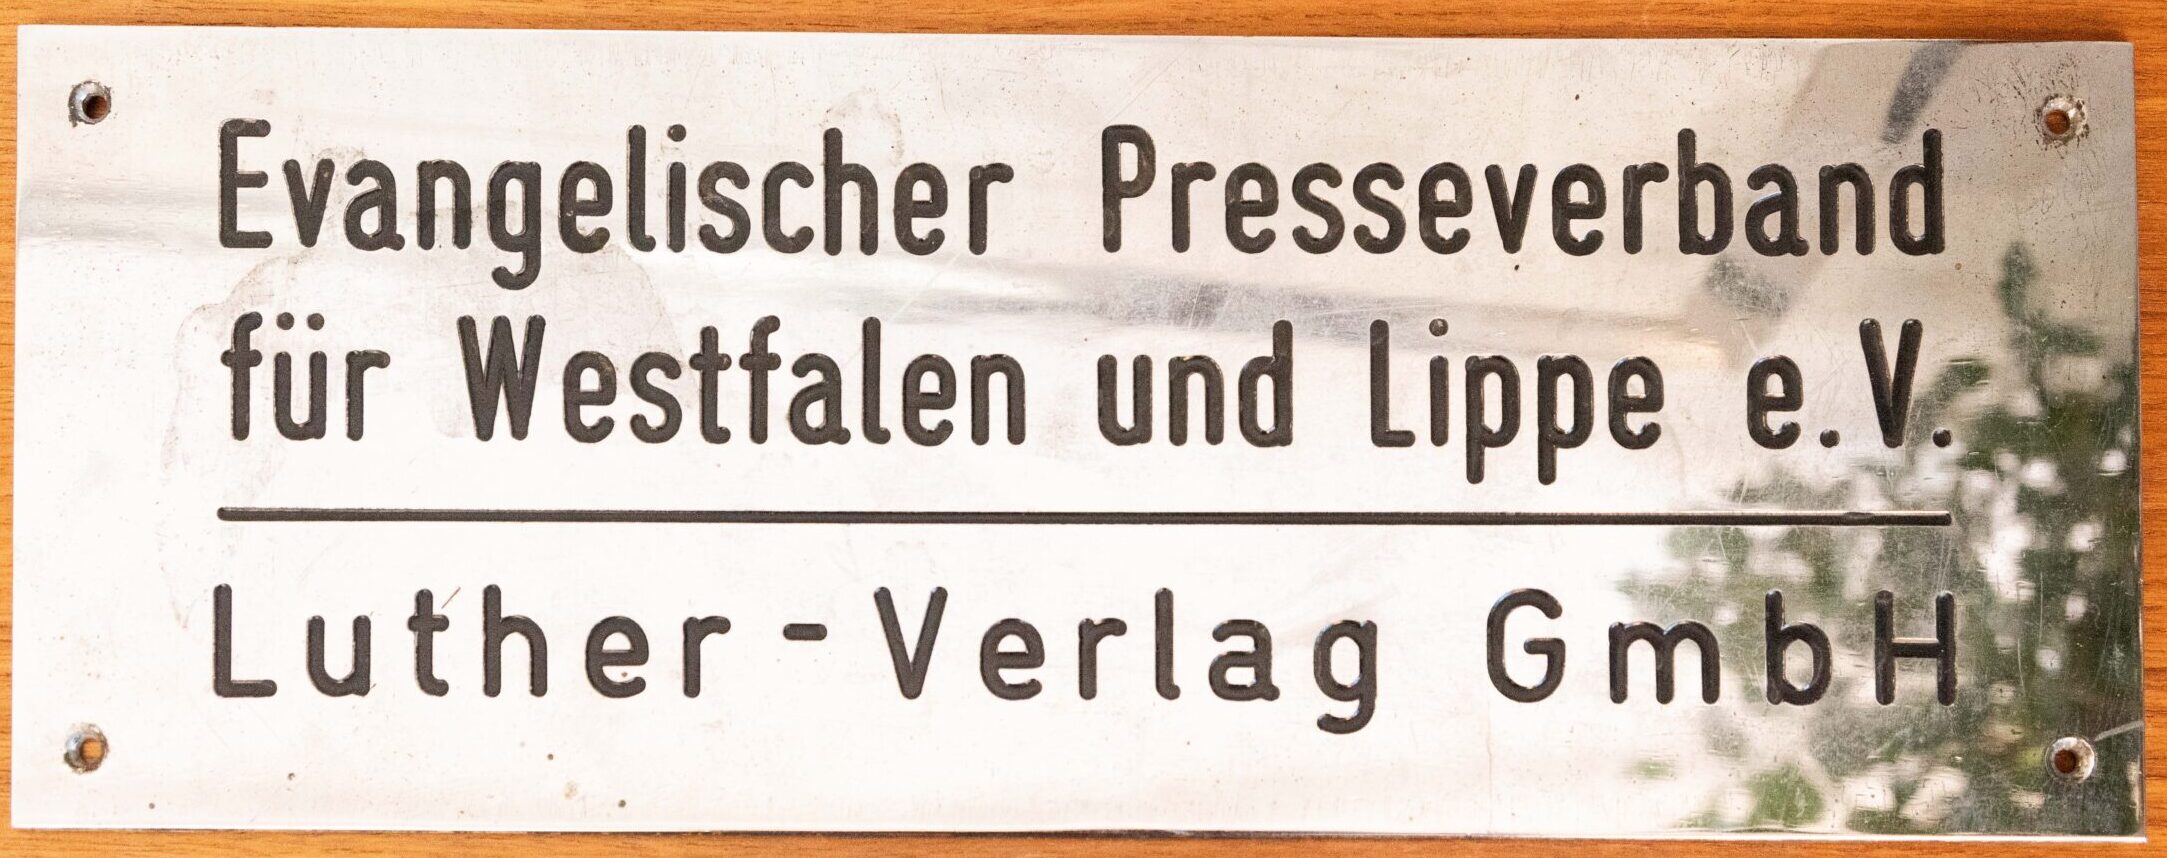 Evangelischer Presseverband
für Westfalen und Lippe e.V.
Luther-Verlag GmbH